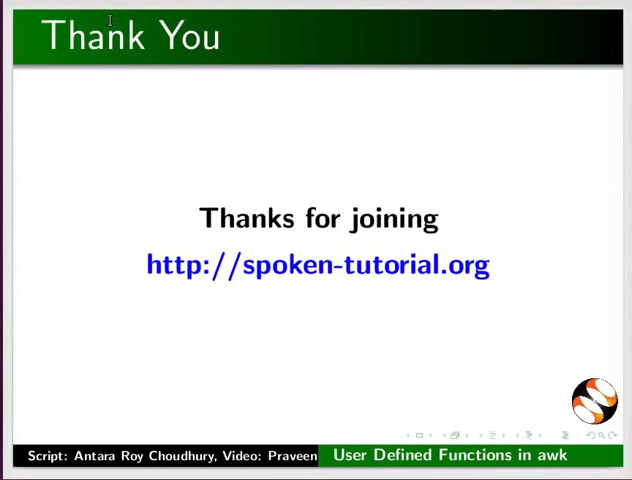 Thank You
Thanks for joining
http://spoken-tutorial.org
Script: Antara Roy Choudhury, Video: Praveen
User Defined Functions in awk